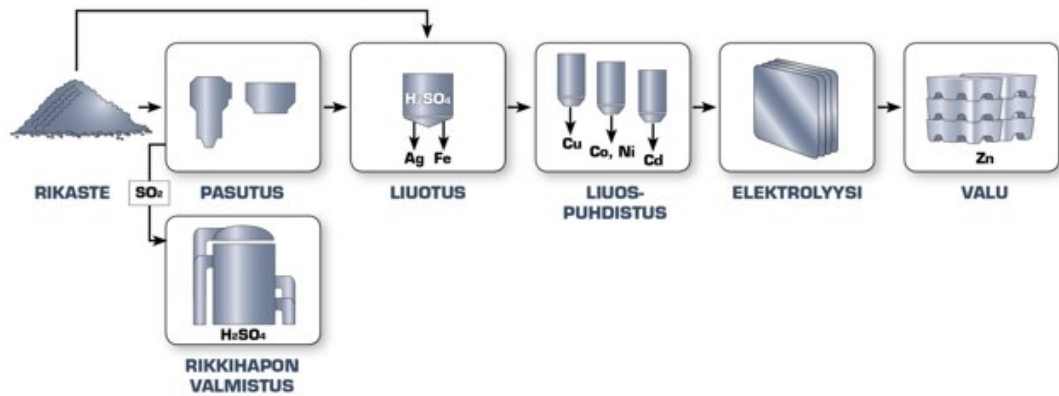 H2SO4
Ag Fe
Cu
Co, Ni
Cd
Zn
RIKASTE
SO2
PASUTUS
LIUOTUS
LIUOS-
PUHDISTUS
ELEKTROLYYSI
VALU
H2SO4
RIKKIHAPON
VALMISTUS